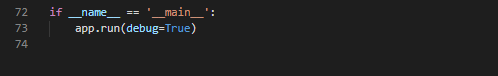 72 if __name__ == '__main__':
73     app.run(debug=True)
74